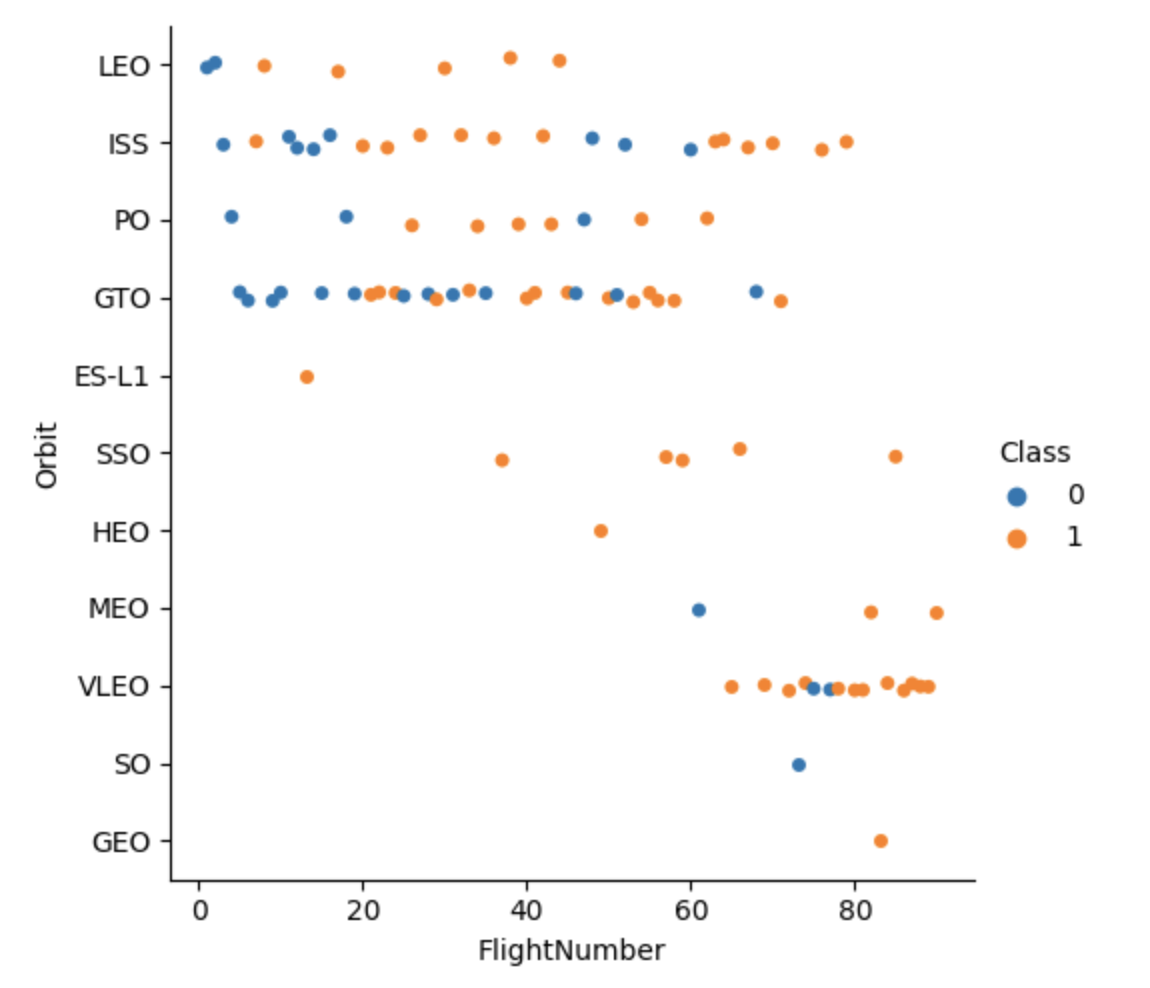 LEO
ISS
PO
GTO
ES-L1
SSO
HEO
MEO
VLEO
SO
GEO
Orbit
0 20 40 60 80
FlightNumber
Class
0
1